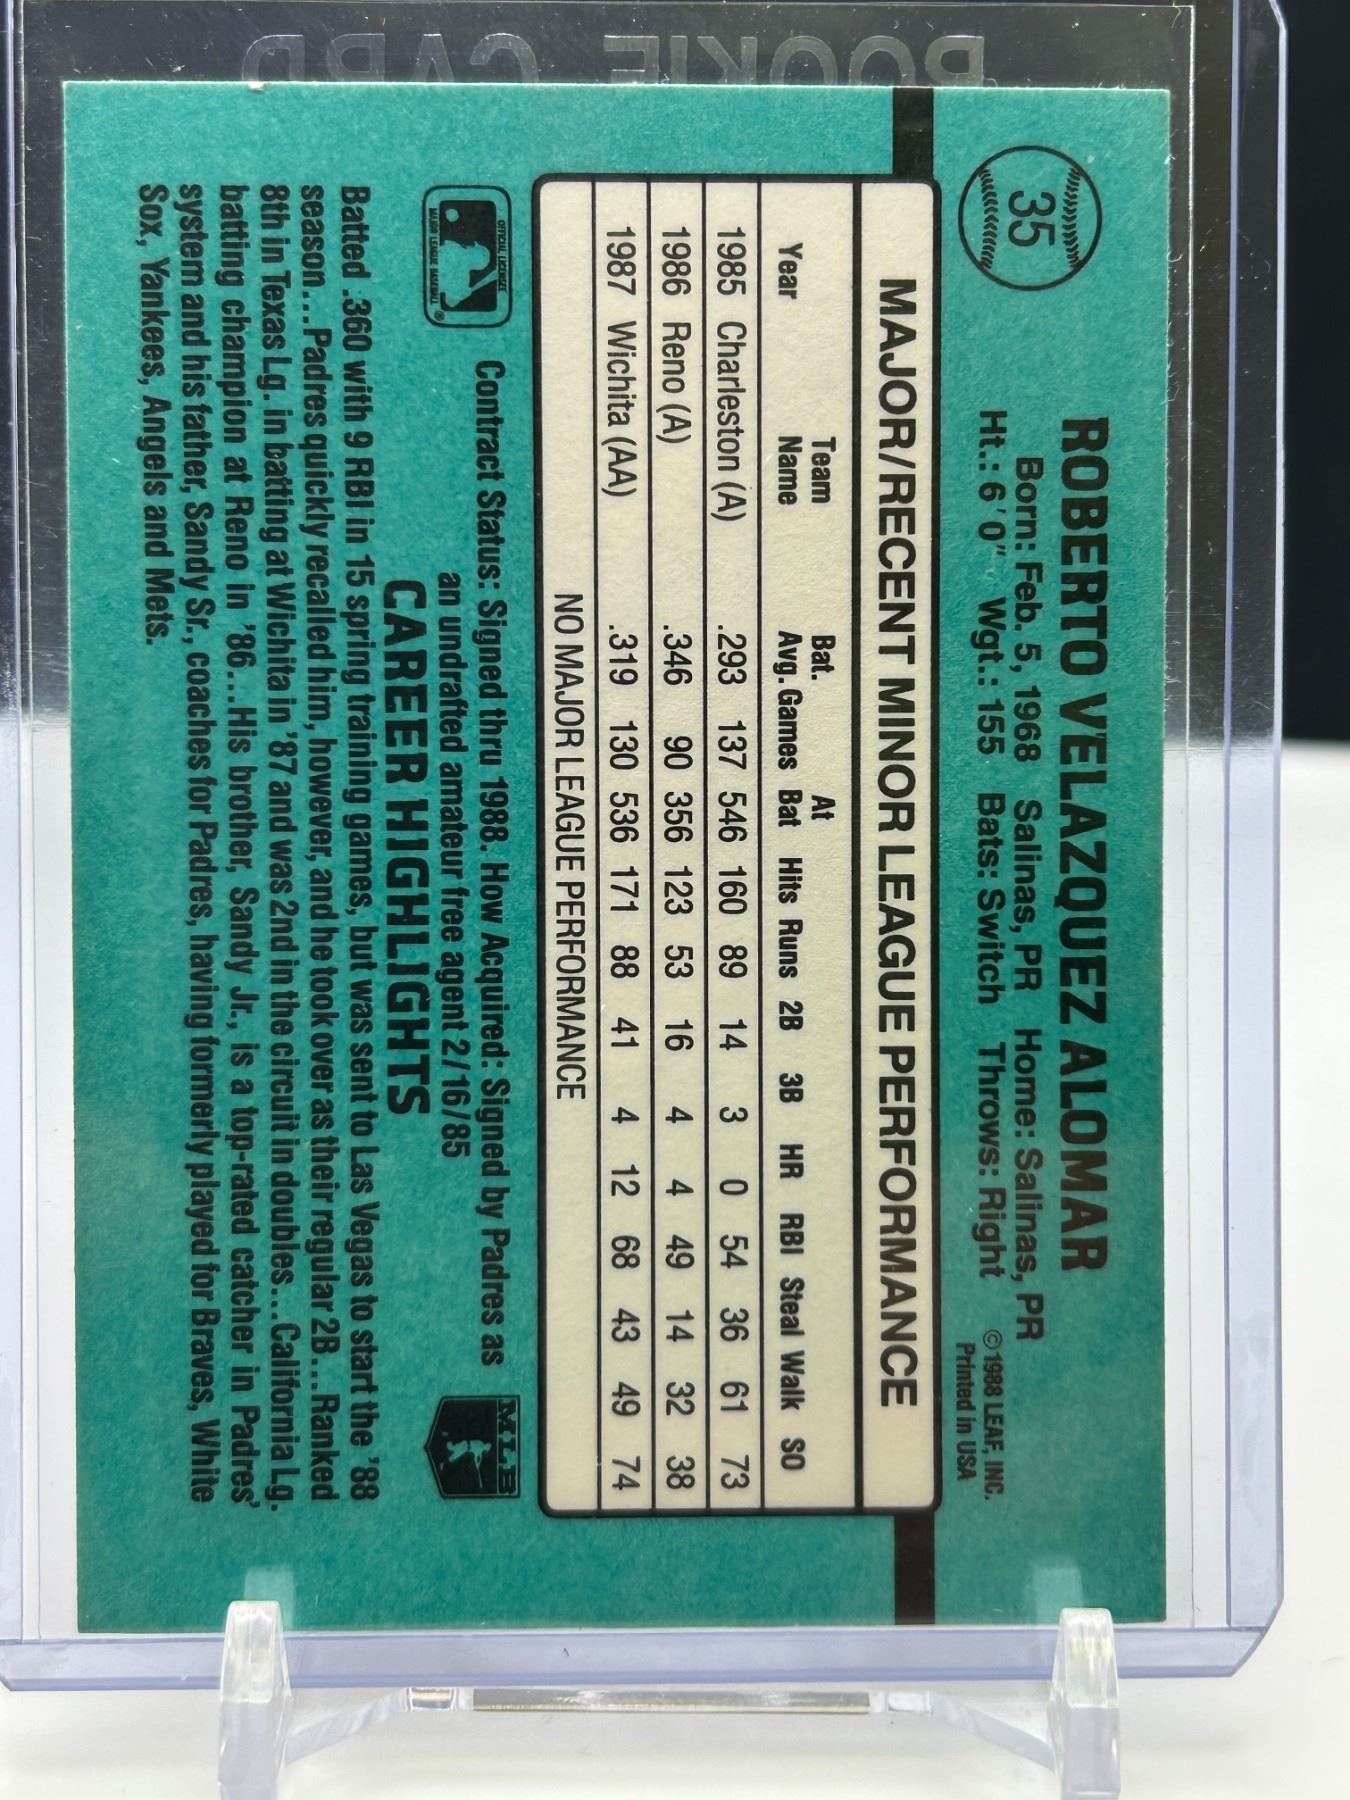 ROOKIE CARD
35
ROBERTO VELAZQUEZ ALOMAR
Born: Feb. 5, 1968 Salinas, PR Home: Salinas, PR
Ht.: 6'0" Wgt.: 155 Bats: Switch Throws: Right
©1988 LEAF, INC.
Printed in USA
MAJOR/RECENT MINOR LEAGUE PERFORMANCE
Year Team Name Bat. Avg. Games At Bat Hits Runs 2B 3B HR RBI Steal Walk SO
1985 Charleston (A) .293 137 546 160 89 14 3 0 54 36 61 73
1986 Reno (A) .346 90 356 123 53 16 4 4 49 14 32 38
1987 Wichita (AA) .319 130 536 171 88 41 4 12 68 43 49 74
NO MAJOR LEAGUE PERFORMANCE
OFFICIAL LICENSEE
MAJOR LEAGUE BASEBALL
®
Contract Status: Signed thru 1988. How Acquired: Signed by Padres as
an undrafted amateur free agent 2/16/85
MLB
CAREER HIGHLIGHTS
Batted .360 with 9 RBI in 15 spring training games, but was sent to Las Vegas to start the '88
season...Padres quickly recalled him, however, and he took over as their regular 2B...Ranked
8th in Texas Lg. in batting at Wichita in '87 and was 2nd in the circuit in doubles...California Lg.
batting champion at Reno in '86...His brother, Sandy Jr., is a top-rated catcher in Padres'
system and his father, Sandy Sr., coaches for Padres, having formerly played for Braves, White
Sox, Yankees, Angels and Mets.